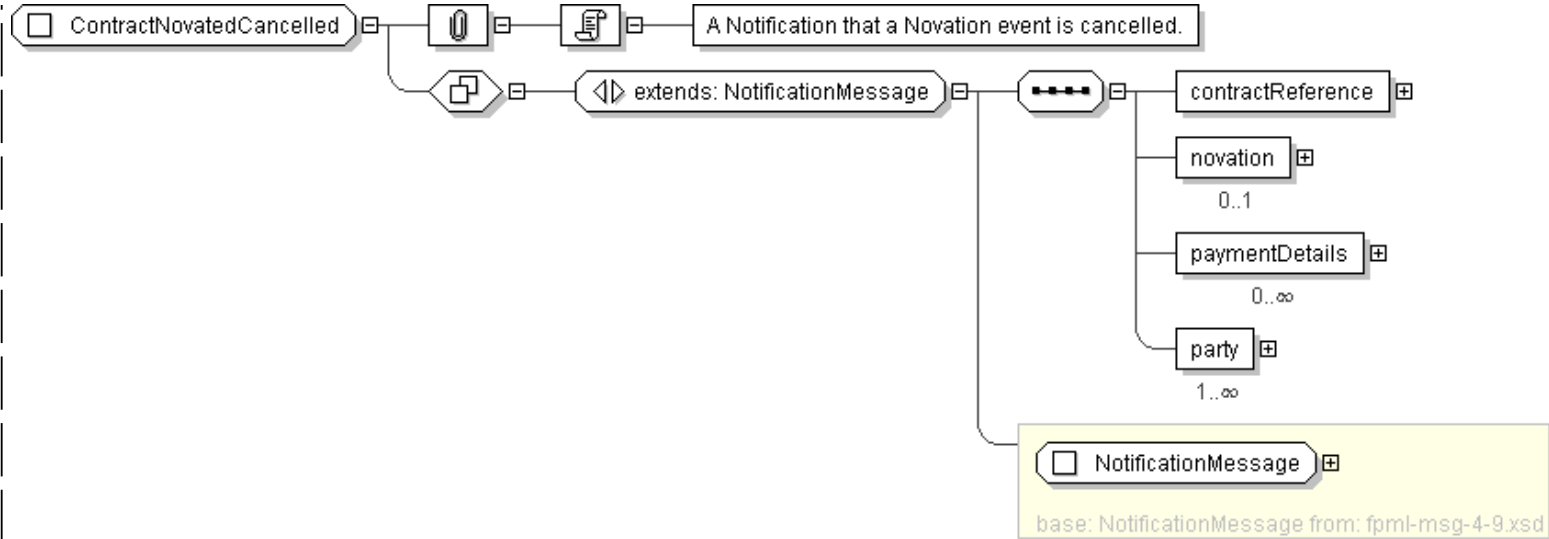 ContractNovatedCancelled
A Notification that a Novation event is cancelled.
extends: NotificationMessage
contractReference
novation
0..1
paymentDetails
0..∞
party
1..∞
NotificationMessage
base: NotificationMessage from: fpml-msg-4-9.xsd